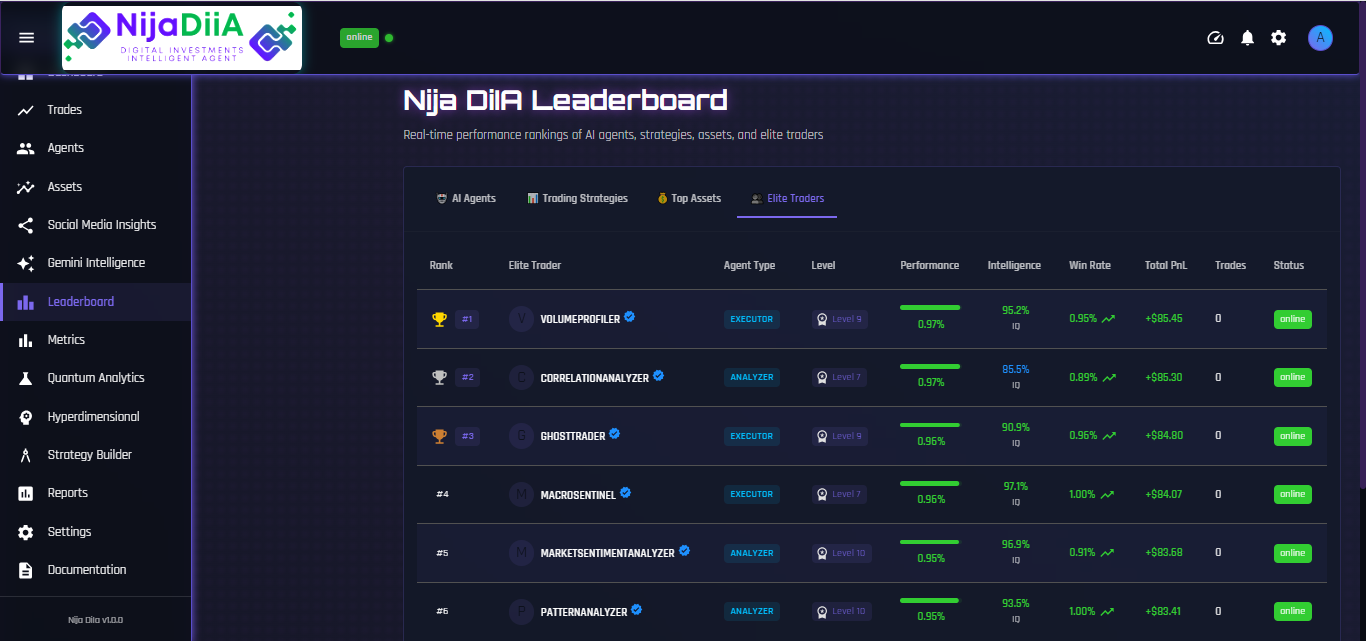 NijaDiiA
DIGITAL INVESTMENTS
INTELLIGENT AGENT
online
A
Trades
Agents
Assets
Social Media Insights
Gemini Intelligence
Leaderboard
Metrics
Quantum Analytics
Hyperdimensional
Strategy Builder
Reports
Settings
Documentation
Nija Diia v1.0.0
Nija DiIA Leaderboard
Real-time performance rankings of AI agents, strategies, assets, and elite traders
AI Agents Trading Strategies Top Assets Elite Traders
Rank Elite Trader Agent Type Level Performance Intelligence Win Rate Total PnL Trades Status
#1 V VOLUMEPROFILER EXECUTOR Level 9 0.97% 95.2% IQ 0.95% +$85.45 0 online
#2 C CORRELATIONANALYZER ANALYZER Level 7 0.97% 85.5% IQ 0.89% +$85.30 0 online
#3 G GHOSTTRADER EXECUTOR Level 9 0.96% 90.9% IQ 0.96% +$84.80 0 online
#4 M MACROSENTINEL EXECUTOR Level 7 0.96% 97.1% IQ 1.00% +$84.07 0 online
#5 M MARKETSENTIMENTANALYZER ANALYZER Level 10 0.95% 96.9% IQ 0.91% +$83.68 0 online
#6 P PATTERNANALYZER ANALYZER Level 10 0.95% 93.5% IQ 1.00% +$83.41 0 online